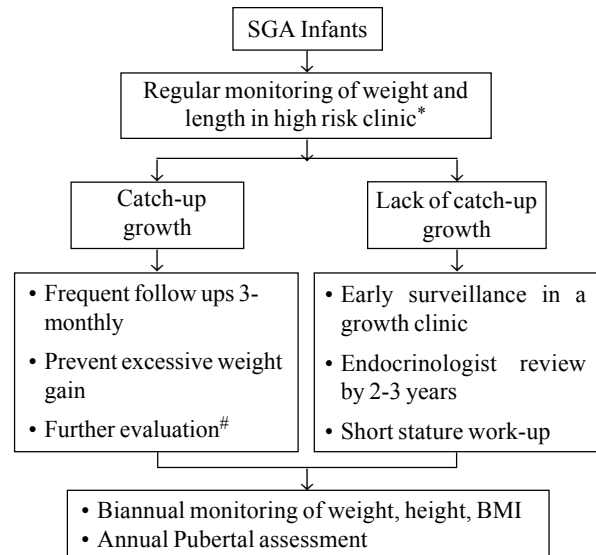 SGA Infants
Regular monitoring of weight and
length in high risk clinic*
Catch-up
growth
Lack of catch-up
growth
• Frequent follow ups 3-
monthly
• Prevent excessive weight
gain
• Further evaluation#
• Early surveillance in a
growth clinic
• Endocrinologist review
by 2-3 years
• Short stature work-up
• Biannual monitoring of weight, height, BMI
• Annual Pubertal assessment